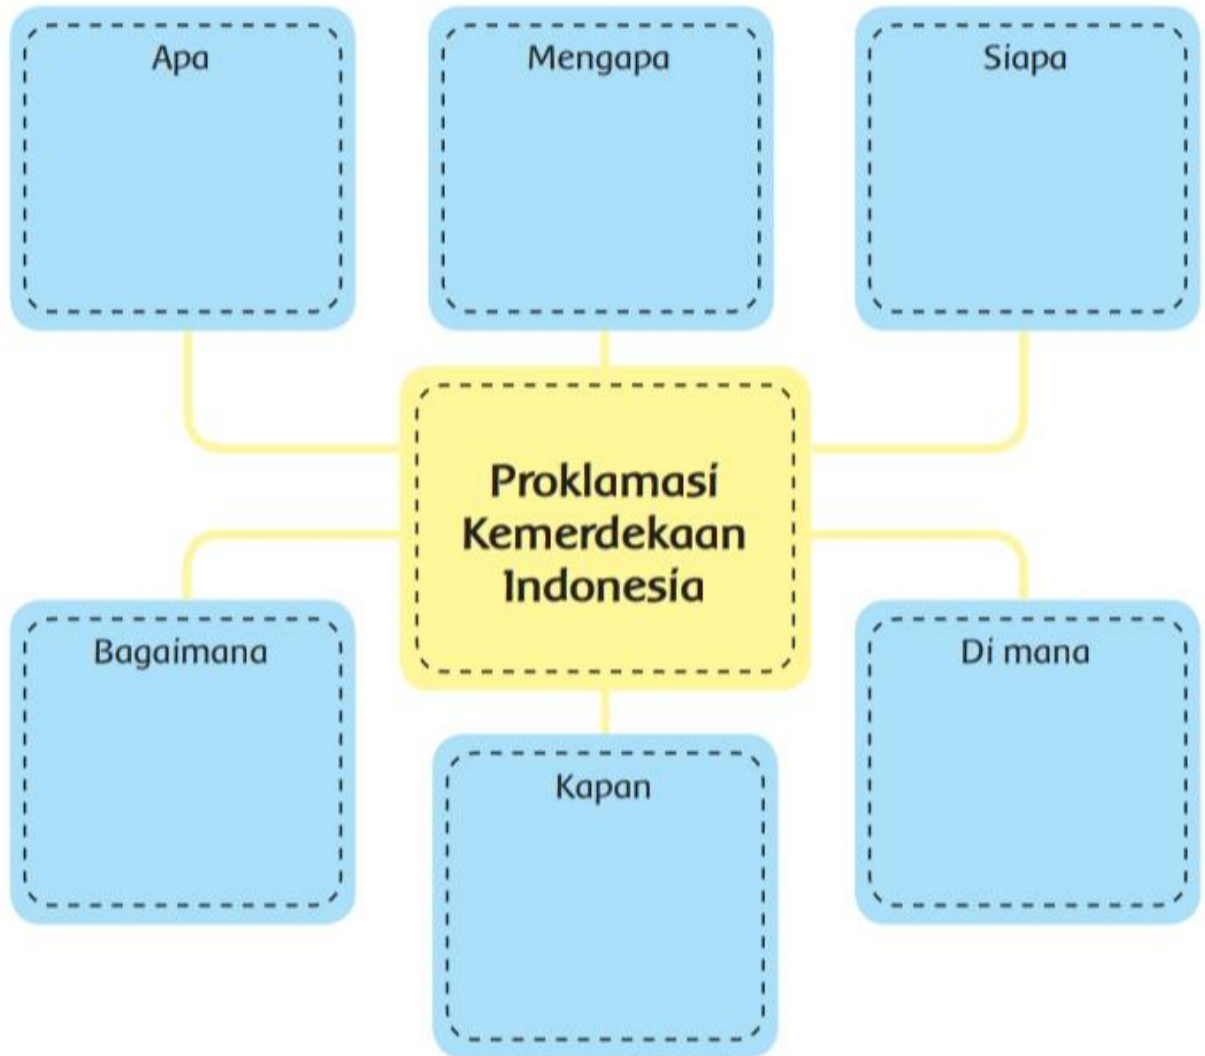 Apa
Mengapa
Siapa
Proklamasi
Kemerdekaan
Indonesia
Bagaimana
Di mana
Kapan